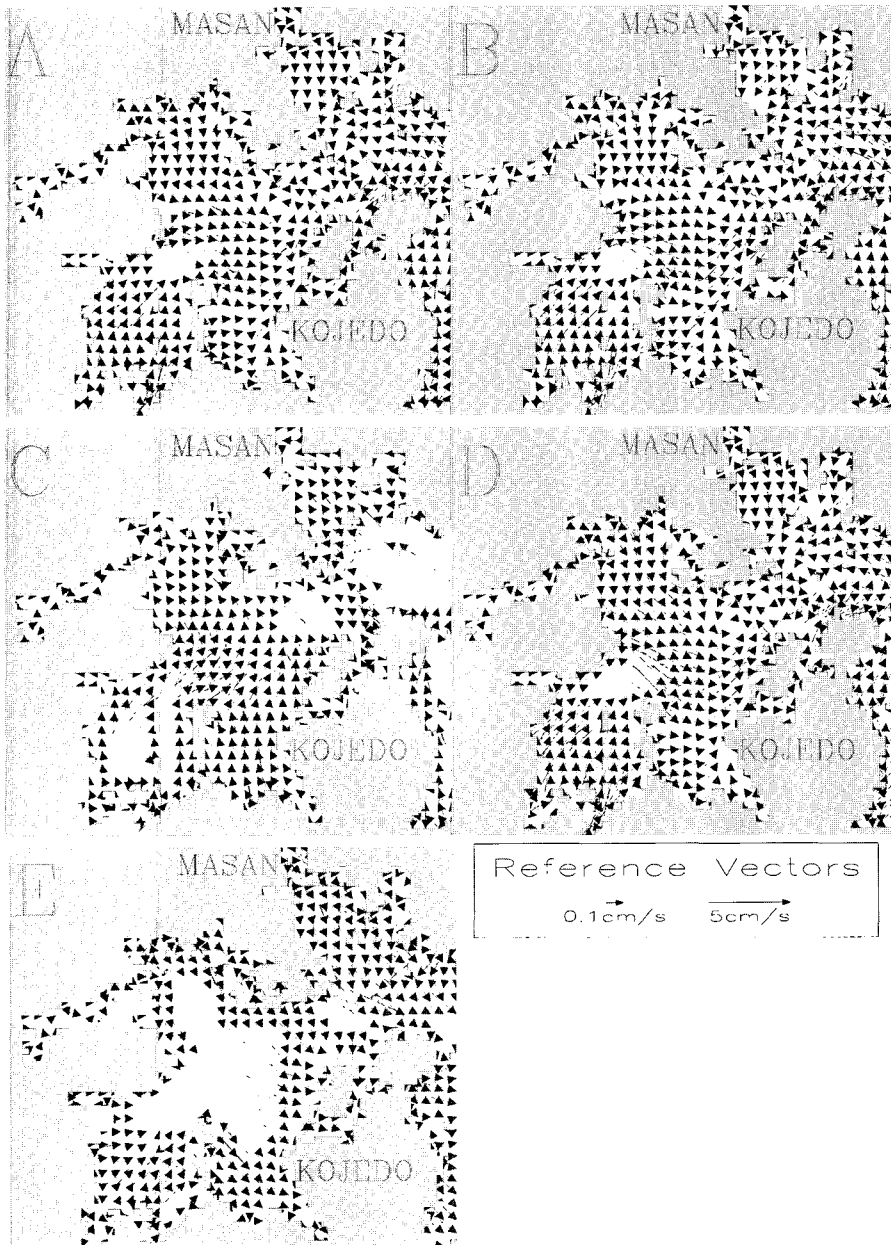 MASAN
A
KOJEDO
MASAN
B
KOJEDO
MASAN
C
KOJEDO
MASAN
D
KOJEDO
MASAN
E
KOJEDO
Reference Vectors
0.1cm/s 5cm/s